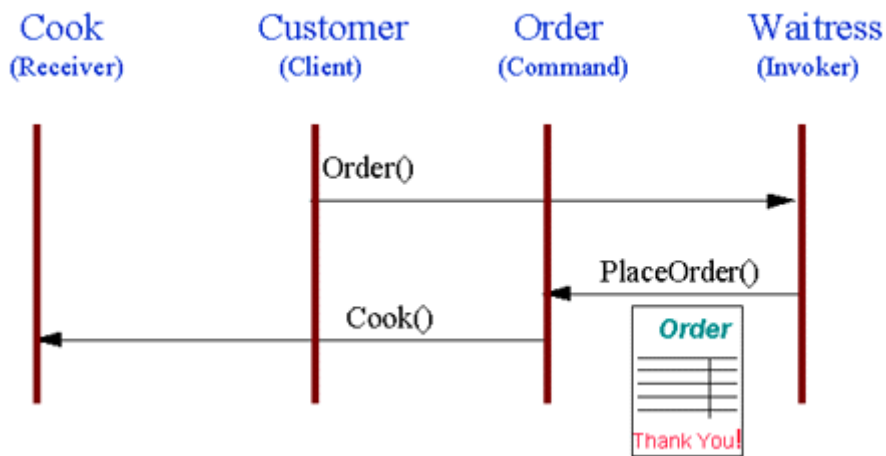 Cook Customer Order Waitress
(Receiver) (Client) (Command) (Invoker)
Order()
PlaceOrder()
Cook()
Order
Thank You!